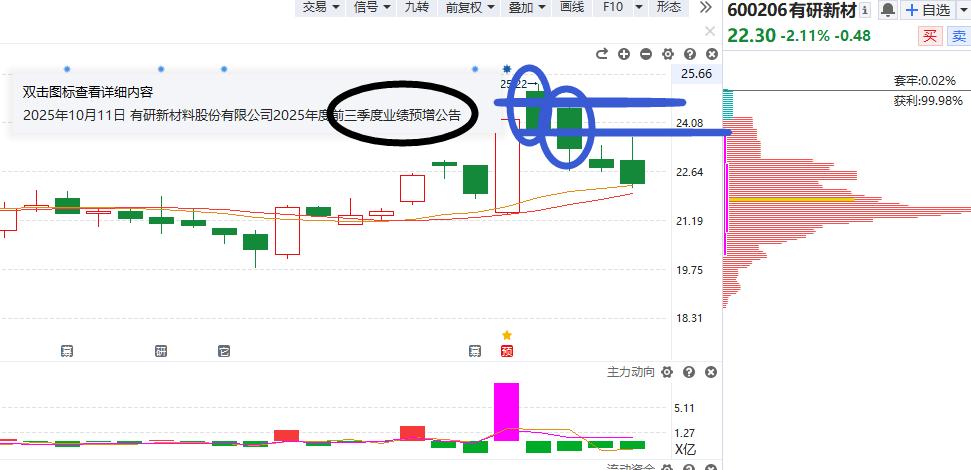 交易 信号 九转 前复权 叠加 画线 F10 形态
600206有研新材
自选
22.30 -2.11% -0.48
买 卖
25.66
套牢:0.02%
获利:99.98%
双击图标查看详细内容
2025年10月11日 有研新材料股份有限公司2025年度前三季度业绩预增公告
24.08
22.64
21.19
19.75
18.31
募 研 它 募 预
主力动向
5.11
1.27
X亿
流动资金